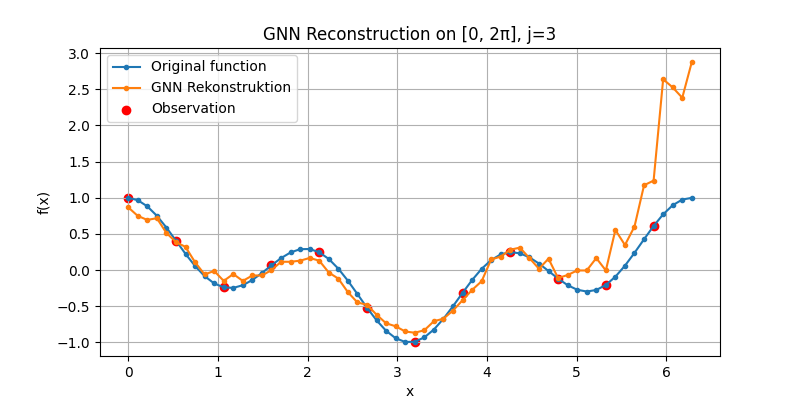 GNN Reconstruction on [0, 2π], j=3
f(x)
3.0
2.5
2.0
1.5
1.0
0.5
0.0
−0.5
−1.0
Original function
GNN Rekonstruktion
Observation
0 1 2 3 4 5 6
x